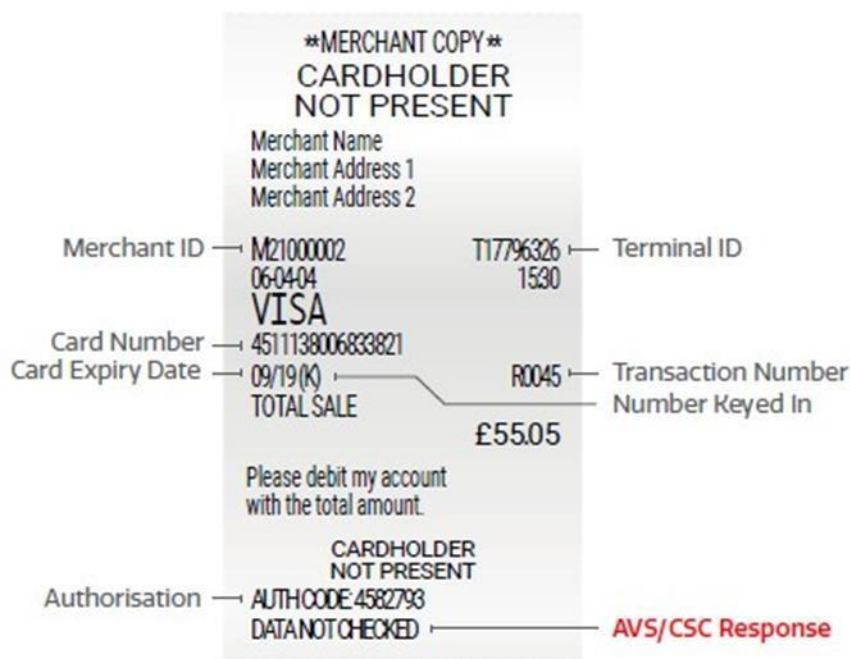 **MERCHANT COPY**
CARDHOLDER
NOT PRESENT
Merchant Name
Merchant Address 1
Merchant Address 2
Merchant ID M21000002 T17796326 Terminal ID
06-04-04 15:30
VISA
Card Number 4511138006833821
Card Expiry Date 09/19 (K) R0045 Transaction Number
Number Keyed In
TOTAL SALE
£55.05
Please debit my account
with the total amount.
CARDHOLDER
NOT PRESENT
Authorisation AUTH CODE: 4582793
DATA NOT CHECKED AVS/CSC Response